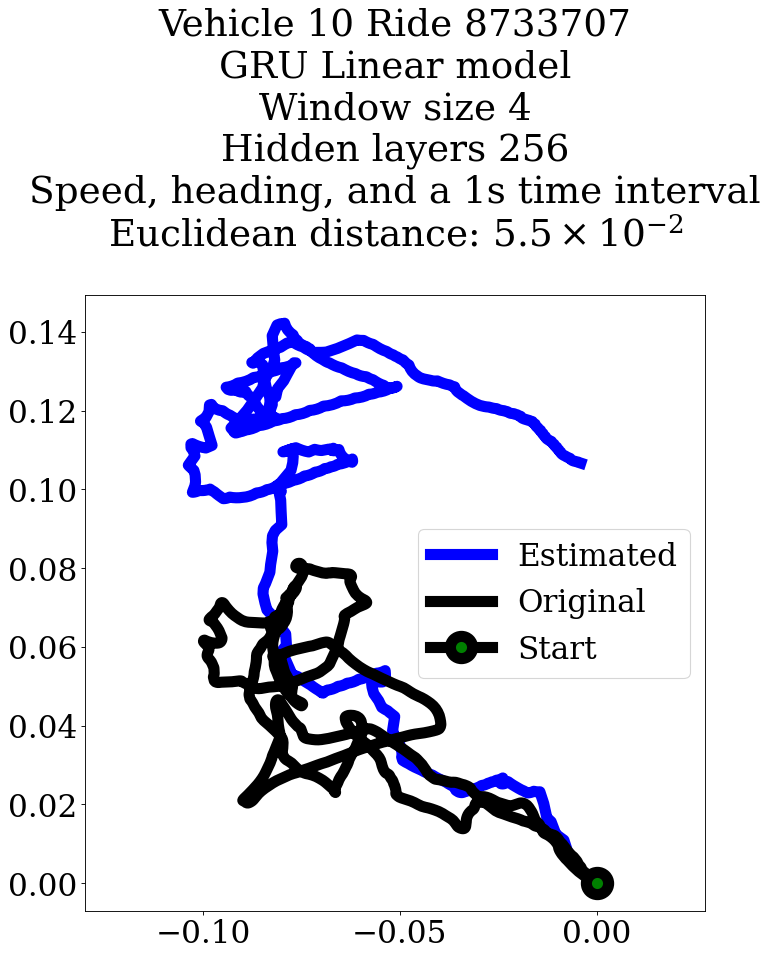 Vehicle 10 Ride 8733707
GRU Linear model
Window size 4
Hidden layers 256
Speed, heading, and a 1s time interval
Euclidean distance: 5.5 × 10⁻²
0.14
0.12
0.10
0.08
0.06
0.04
0.02
0.00
Estimated
Original
Start
−0.10
−0.05
0.00